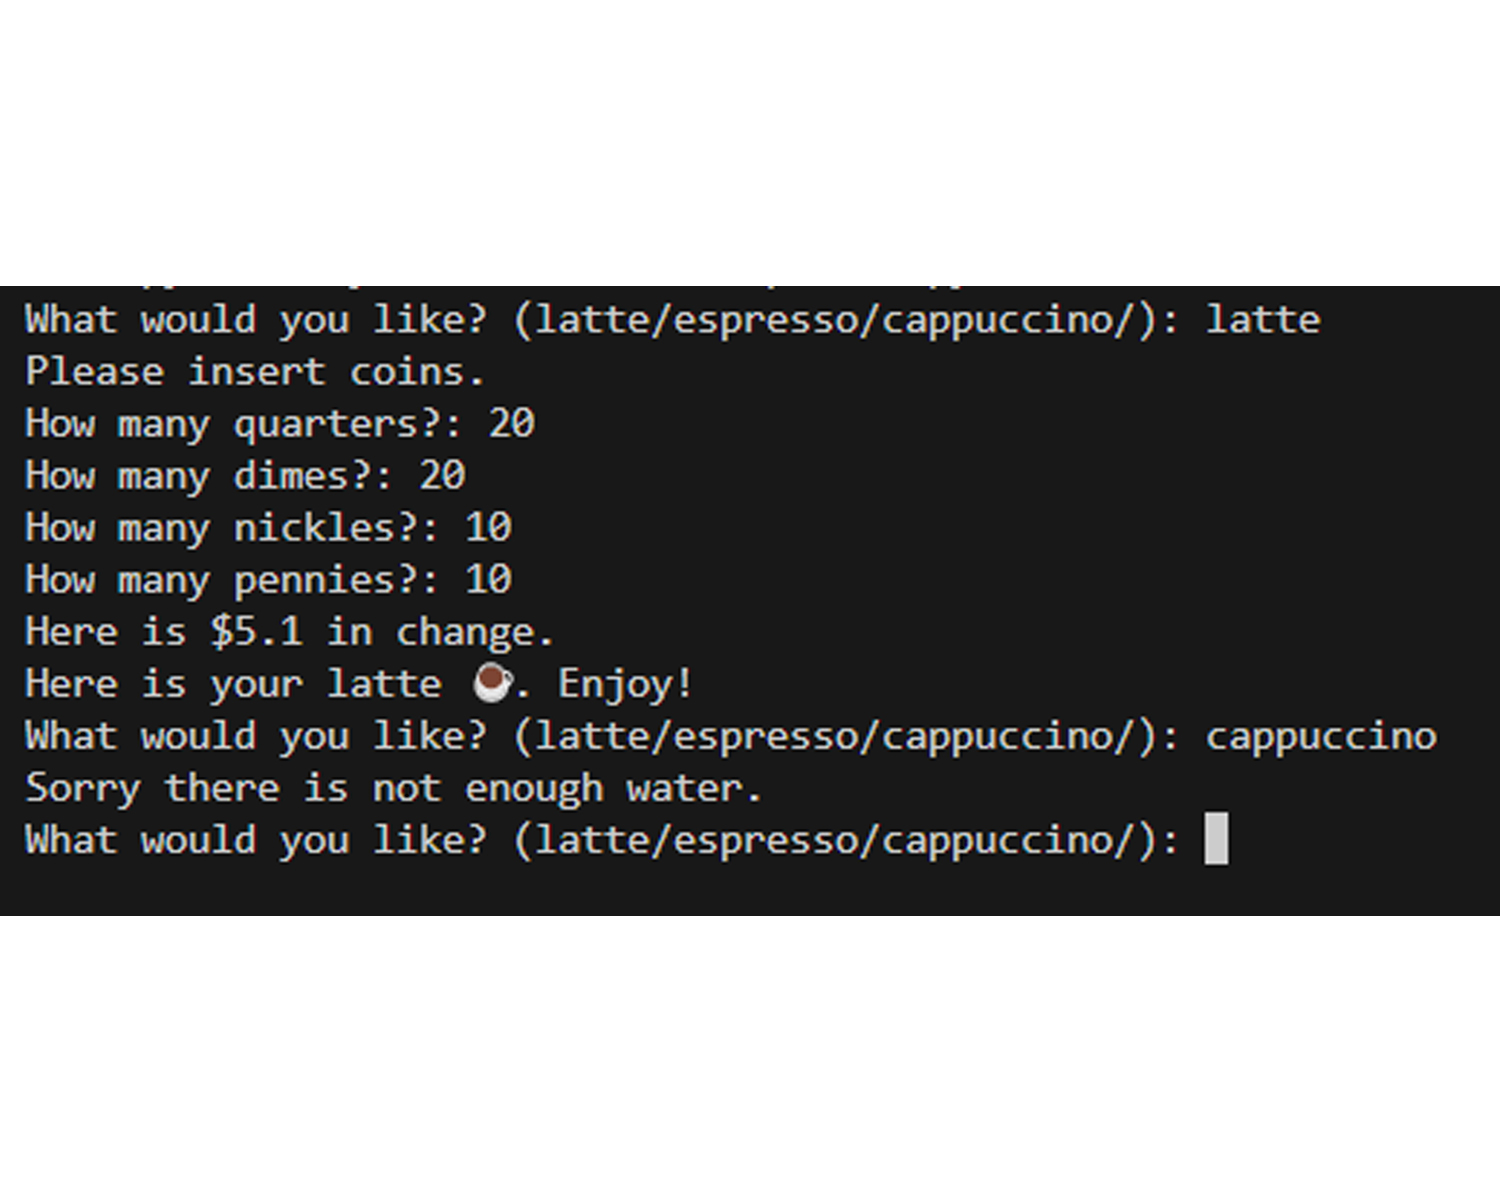 What would you like? (latte/espresso/cappuccino/): latte
Please insert coins.
How many quarters?: 20
How many dimes?: 20
How many nickles?: 10
How many pennies?: 10
Here is $5.1 in change.
Here is your latte ☕. Enjoy!
What would you like? (latte/espresso/cappuccino/): cappuccino
Sorry there is not enough water.
What would you like? (latte/espresso/cappuccino/):